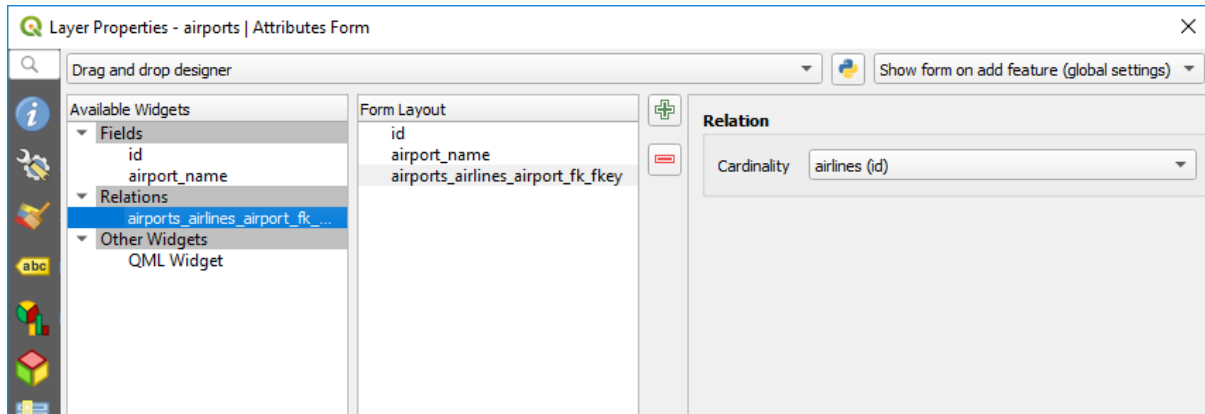 Layer Properties - airports | Attributes Form
Drag and drop designer
Show form on add feature (global settings)
Available Widgets
Fields
id
airport_name
Relations
airports_airlines_airport_fk_...
Other Widgets
QML Widget
Form Layout
id
airport_name
airports_airlines_airport_fk_fkey
Relation
Cardinality airlines (id)
abc